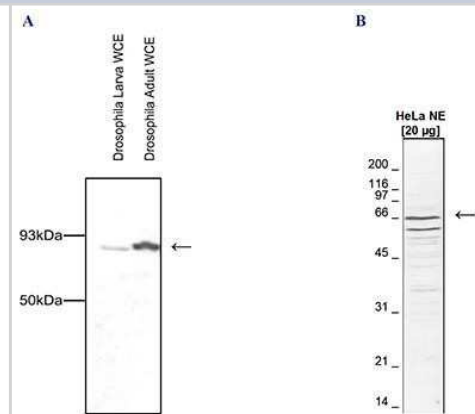 A
Drosophila Larva WCE
Drosophila Adult WCE
93kDa
50kDa
B
HeLa NE
[20 µg]
200
116
97
66
45
31
21
14